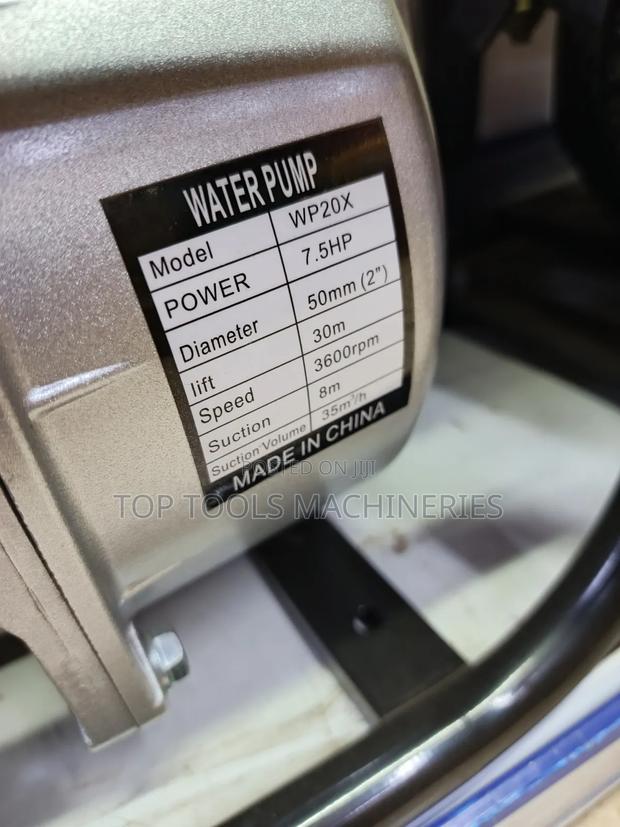 WATER PUMP
Model WP20X
POWER 7.5HP
Diameter 50mm (2")
lift 30m
Speed 3600rpm
Suction 8m
Suction Volume 35m³/h
MADE IN CHINA
POSTED ON JIJI
TOP TOOLS MACHINERIES